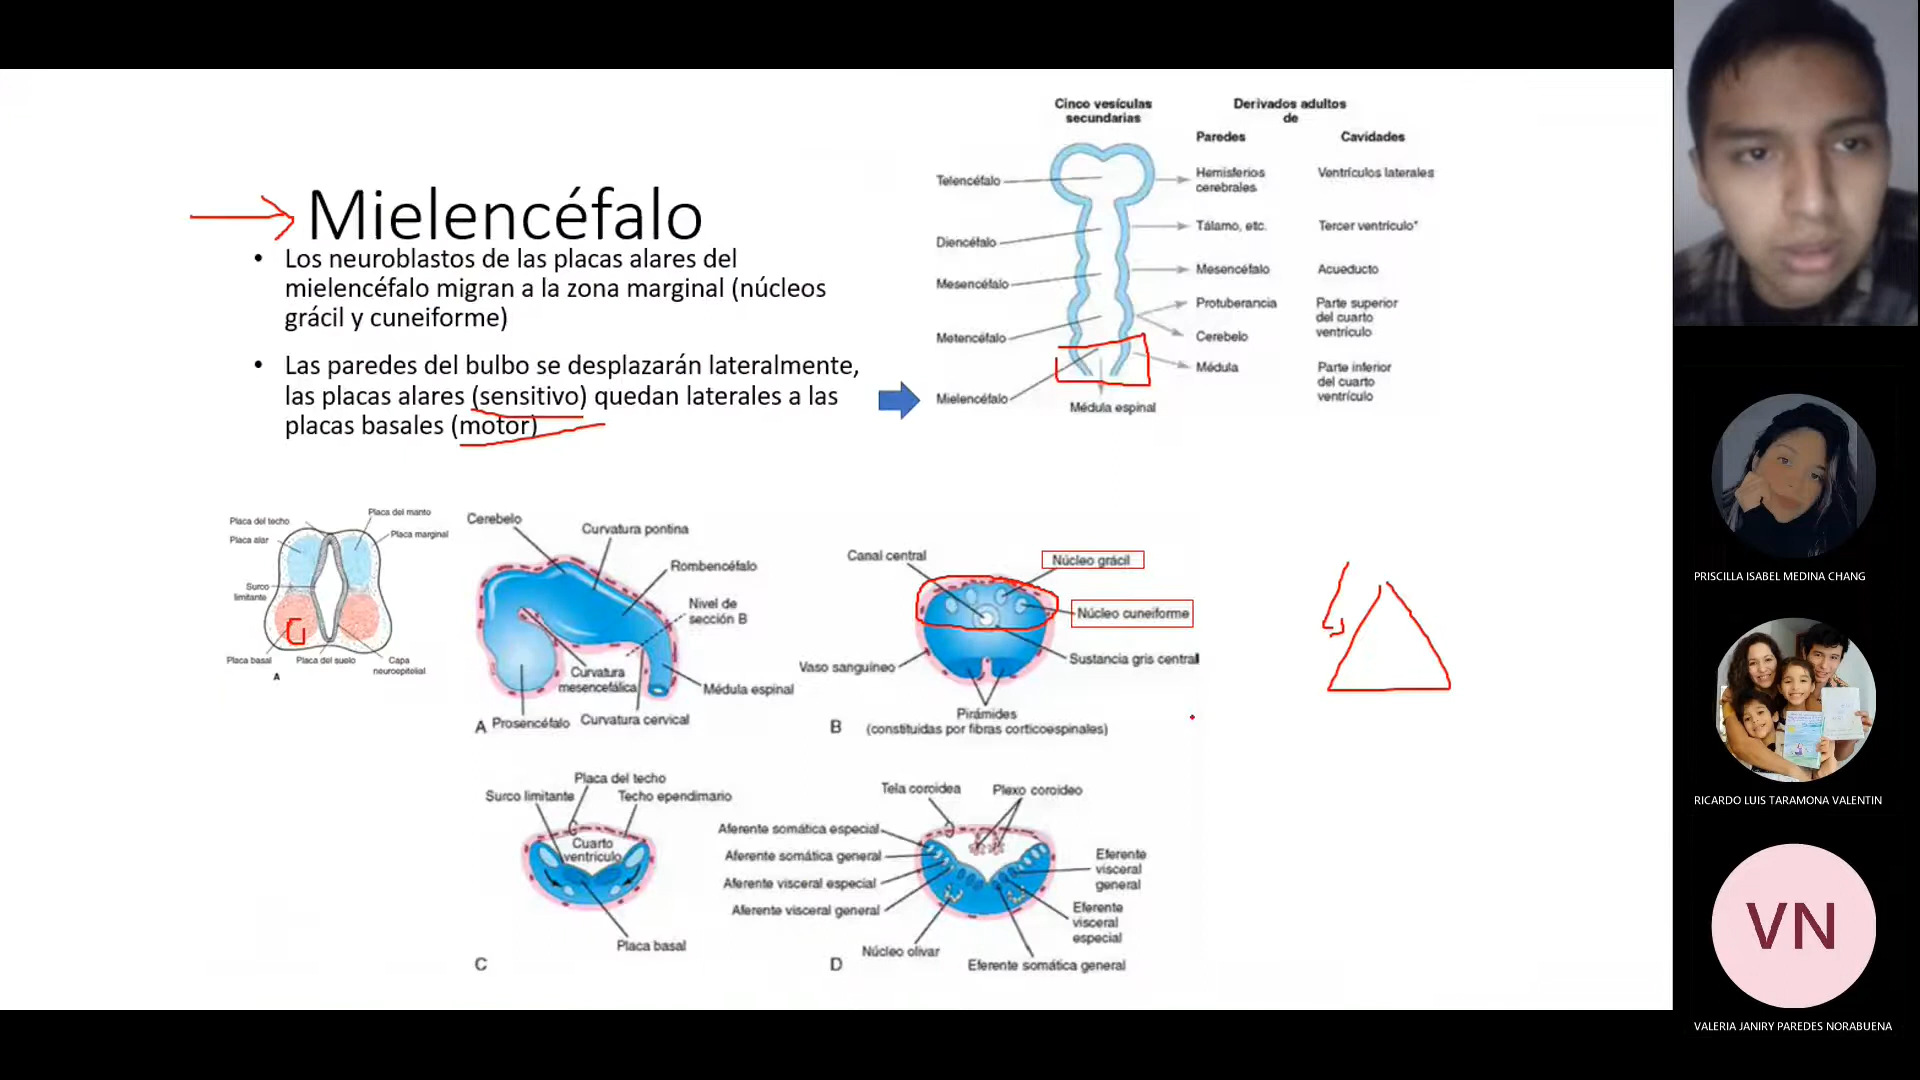 Mielencéfalo
• Los neuroblastos de las placas alares del
mielencéfalo migran a la zona marginal (núcleos
grácil y cuneiforme)
• Las paredes del bulbo se desplazarán lateralmente,
las placas alares (sensitivo) quedan laterales a las
placas basales (motor)
Cinco vesículas
secundarias
Derivados adultos
de
Paredes
Cavidades
Telencéfalo
Hemisferios
cerebrales
Ventrículos laterales
Diencéfalo
Tálamo, etc.
Tercer ventrículo*
Mesencéfalo
Mesencéfalo
Acueducto
Metencéfalo
Protuberancia
Cerebelo
Parte superior
del cuarto
ventrículo
Mielencéfalo
Médula
Parte inferior
del cuarto
ventrículo
Médula espinal
Placa del techo
Placa del manto
Placa alar
Placa marginal
Surco
limitante
Placa basal
Placa del suelo
Capa
neuroepitelial
A
Cerebelo
Curvatura pontina
Rombencéfalo
Nivel de
sección B
Curvatura
mesencefálica
Médula espinal
A
Prosencéfalo
Curvatura cervical
Canal central
Núcleo grácil
Núcleo cuneiforme
Sustancia gris central
Vaso sanguíneo
Pirámides
(constituidas por fibras corticoespinales)
B
Placa del techo
Surco limitante
Techo ependimario
Cuarto
ventrículo
Placa basal
C
Tela coroidea
Plexo coroideo
Aferente somática especial
Aferente somática general
Aferente visceral especial
Aferente visceral general
Eferente
visceral
general
Eferente
visceral
especial
Núcleo olivar
Eferente somática general
D
PRISCILLA ISABEL MEDINA CHANG
RICARDO LUIS TARAMONA VALENTIN
VN
VALERIA JANIRY PAREDES NORABUENA